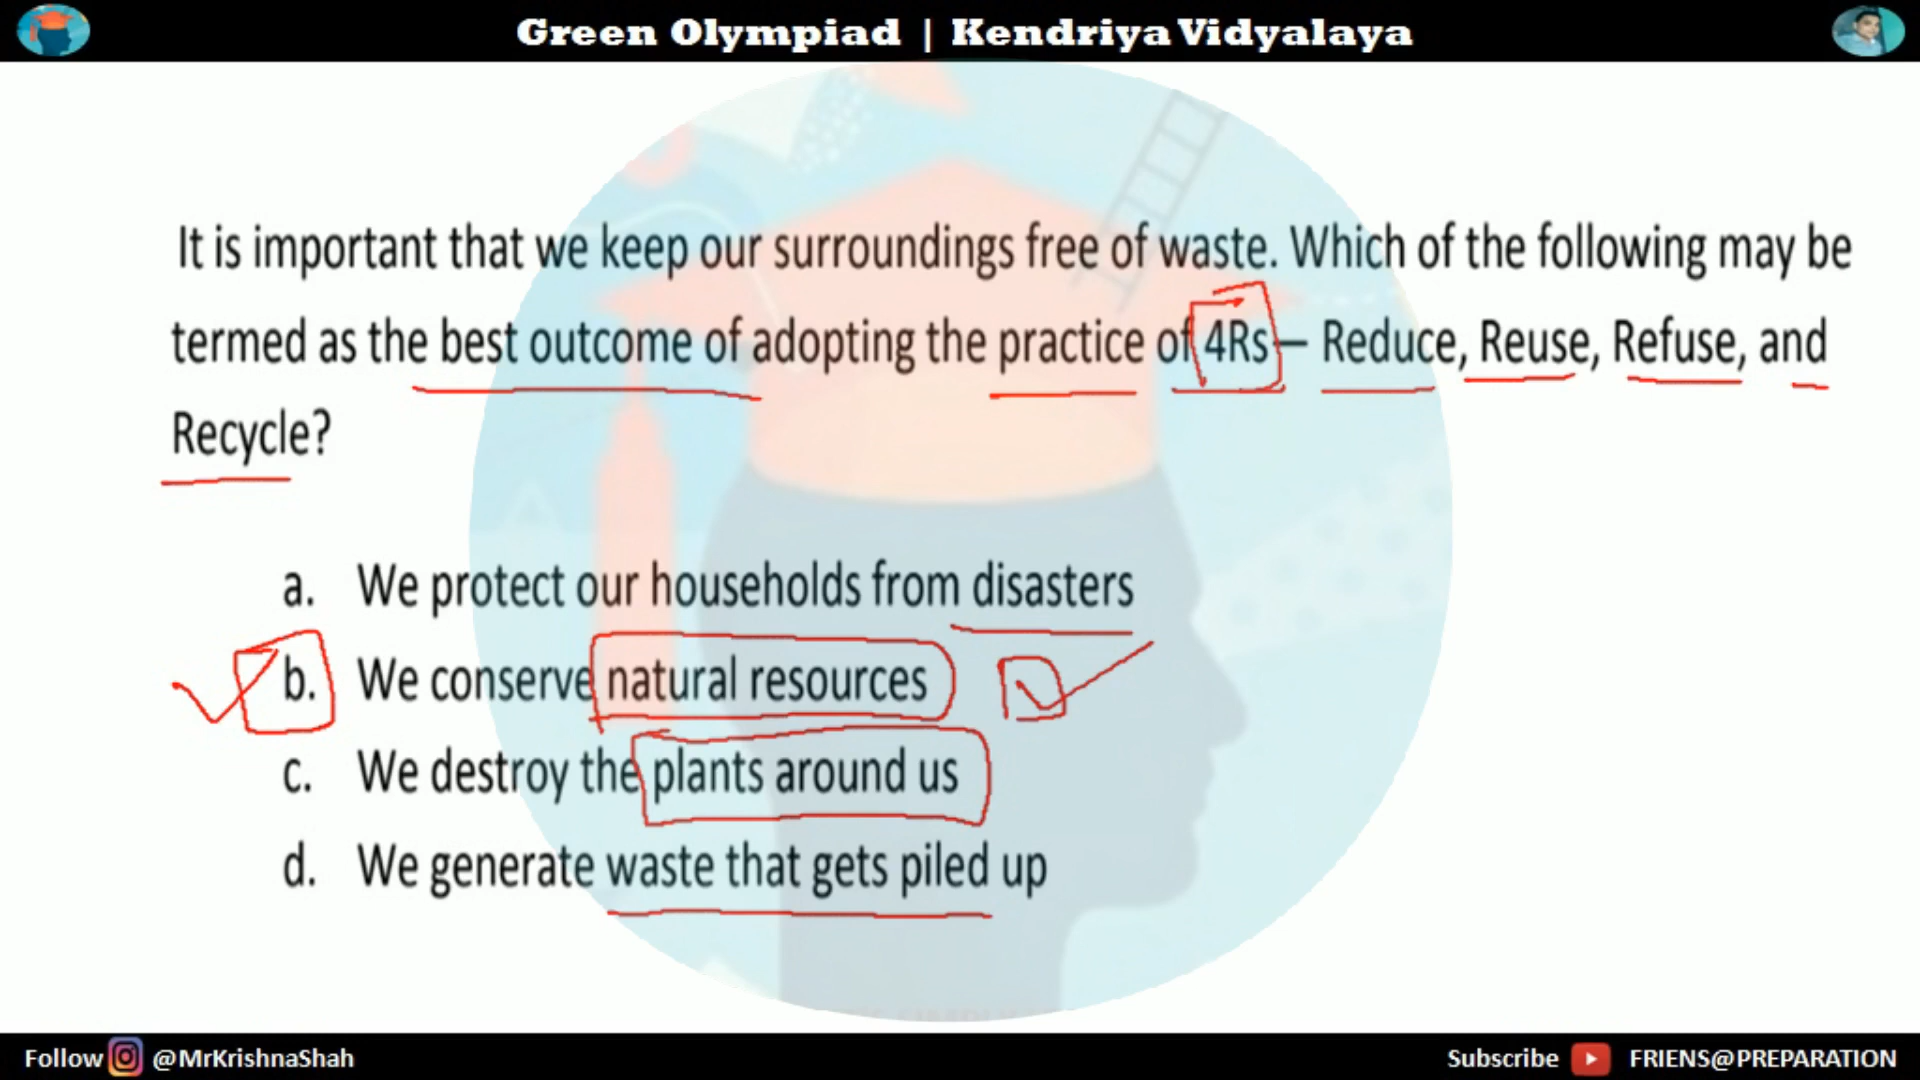 Green Olympiad | Kendriya Vidyalaya
It is important that we keep our surroundings free of waste. Which of the following may be
termed as the best outcome of adopting the practice of 4Rs– Reduce, Reuse, Refuse, and
Recycle?
a. We protect our households from disasters
b. We conserve natural resources
c. We destroy the plants around us
d. We generate waste that gets piled up
Follow @MrKrishnaShah
Subscribe FRIENS@PREPARATION